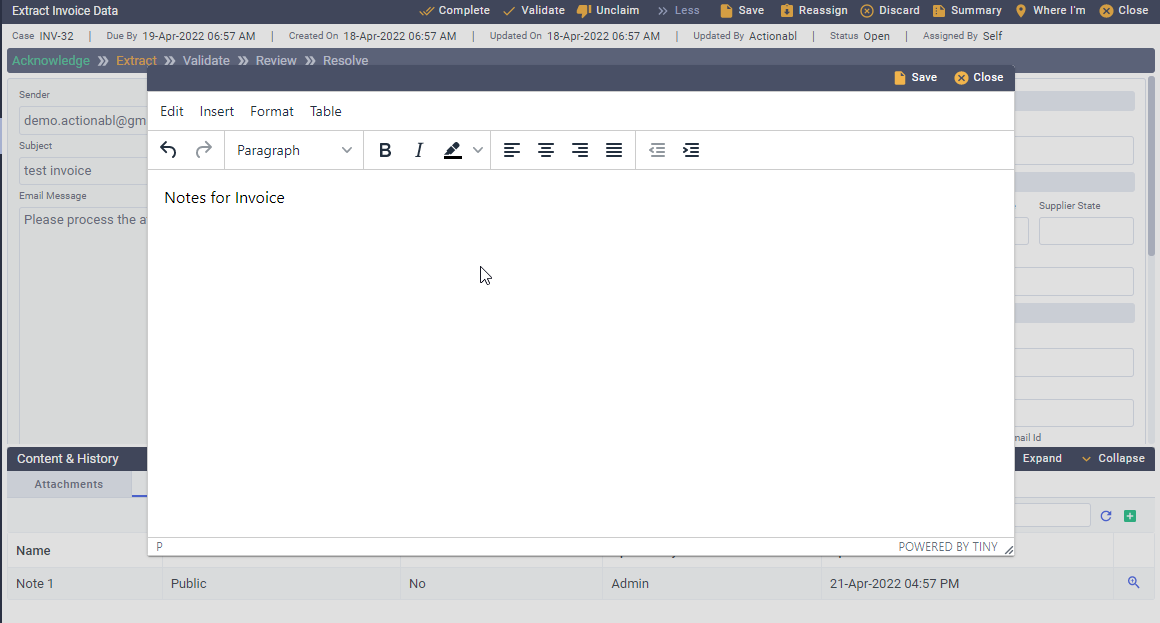 Extract Invoice Data Complete Validate Unclaim Less Save Reassign Discard Summary Where I'm Close
Case INV-32 | Due By 19-Apr-2022 06:57 AM | Created On 18-Apr-2022 06:57 AM | Updated On 18-Apr-2022 06:57 AM | Updated By Actionabl | Status Open | Assigned By Self
Acknowledge Extract Validate Review Resolve
Save Close
Sender
demo.actionabl@gm
Subject
test invoice
Email Message
Please process the a
Edit Insert Format Table
Paragraph B I
Notes for Invoice
Supplier State
mail Id
P POWERED BY TINY
Content & History Expand Collapse
Attachments
Name
Note 1 Public No Admin 21-Apr-2022 04:57 PM